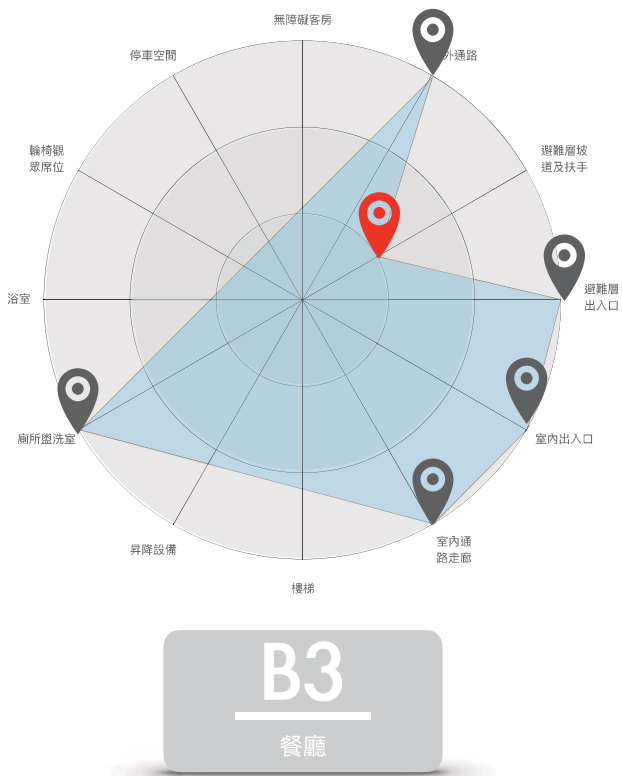 無障礙客房
停車空間
外通路
輪椅觀
眾席位
避難層坡
道及扶手
浴室
避難層
出入口
廁所盥洗室
室內出入口
昇降設備
室內通
路走廊
樓梯
B3
餐廳